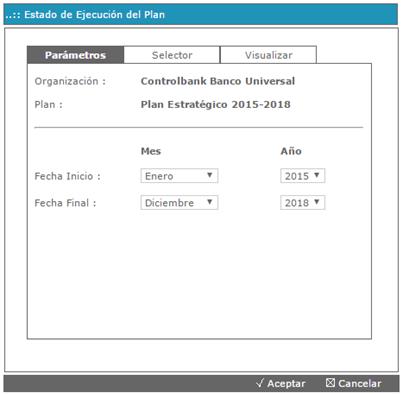 ..:: Estado de Ejecución del Plan
Parámetros Selector Visualizar
Organización : Controlbank Banco Universal
Plan : Plan Estratégico 2015-2018
Mes Año
Fecha Inicio : Enero 2015
Fecha Final : Diciembre 2018
Aceptar Cancelar